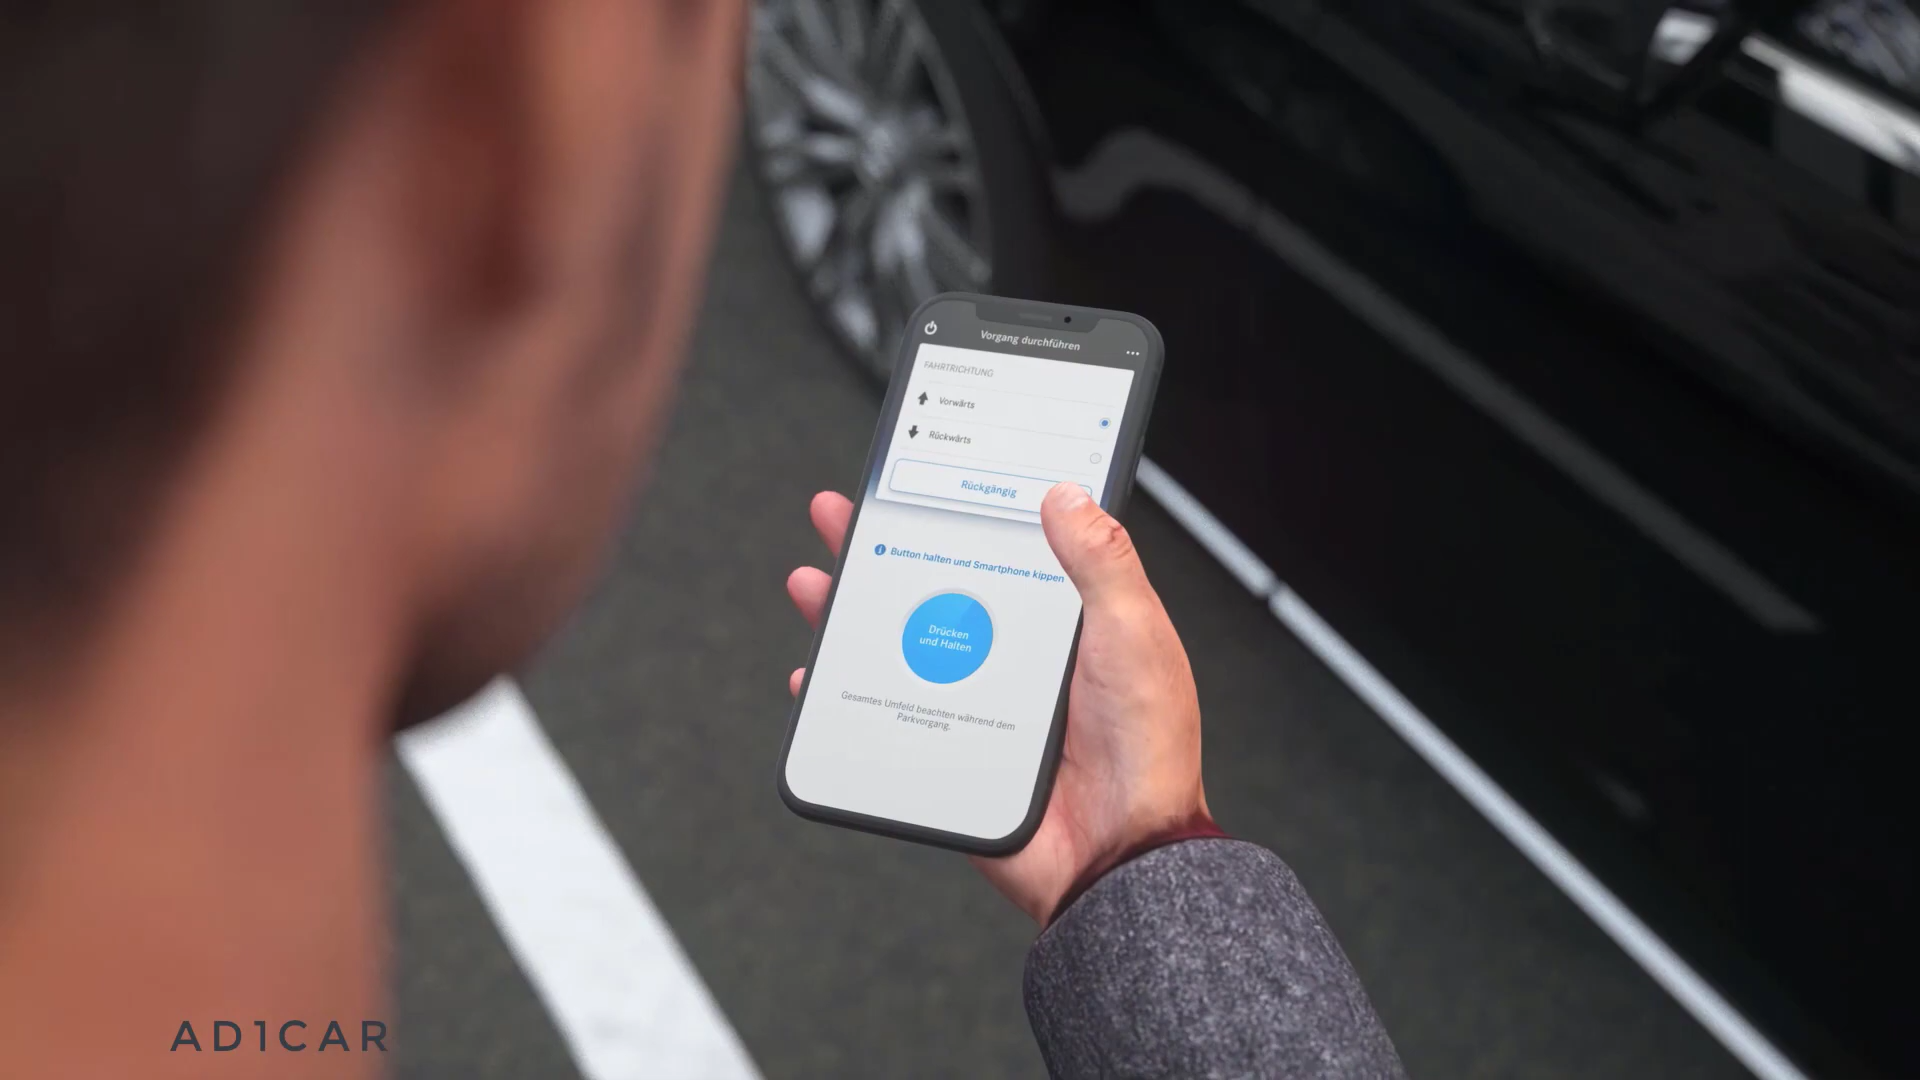 Vorgang durchführen
FAHRTRICHTUNG
Vorwärts
Rückwärts
Rückgängig
Button halten und Smartphone kippen
Drücken
und Halten
Gesamtes Umfeld beachten während dem
Parkvorgang.
AD1CAR